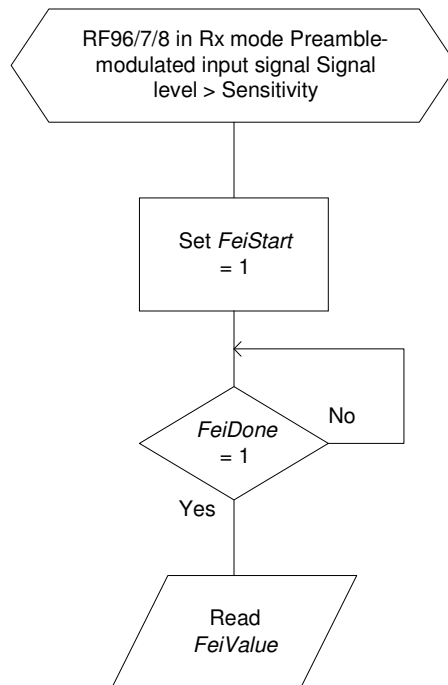 RF96/7/8 in Rx mode Preamble-
modulated input signal Signal
level > Sensitivity
Set FeiStart
= 1
No
FeiDone
= 1
Yes
Read
FeiValue